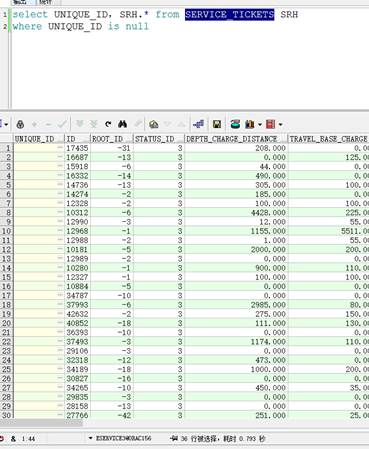 输出 统计
1 select UNIQUE_ID, SRH.* from SERVICE_TICKETS SRH
2 where UNIQUE_ID is null
UNIQUE_ID ID ROOT_ID STATUS_ID DEPTH_CHARGE_DISTANCE TRAVEL_BASE_CHARGE
1 17435 -31 3 208.000 0.00
2 16687 -13 3 0.000 125.00
3 15918 -6 3 44.000 0.00
4 16332 -14 3 490.000 0.00
5 14736 -13 3 305.000 100.00
6 14274 -2 3 185.000 100.00
7 12328 -2 3 100.000 100.00
8 10312 -6 3 4428.000 225.00
9 12990 -3 3 12.000 55.00
10 12968 -1 3 1155.000 5511.00
11 12988 -2 3 1.000 55.00
12 10181 -5 3 2000.000 200.00
13 12989 -2 3 0.000 0.00
14 10280 -1 3 900.000 110.00
15 12327 -1 3 100.000 100.00
16 10884 -5 3 0.000 0.00
17 34787 -10 3 0.000 0.00
18 37993 -6 3 2985.000 80.00
19 42632 -2 3 275.000 150.00
20 40852 -18 3 111.000 130.00
21 36393 -10 3 0.000 0.00
22 37493 -3 3 1174.000 110.00
23 29106 -3 3 0.000 0.00
24 32318 -12 3 473.000 0.00
25 34189 -18 3 1000.000 200.00
26 30827 -16 3 0.000 0.00
27 34265 -10 3 450.000 35.00
28 29835 -3 3 0.000 0.00
29 28158 -13 3 0.000 0.00
30 27766 -42 3 251.000 25.00
1:44 36 行被选择, 耗时 0.793 秒